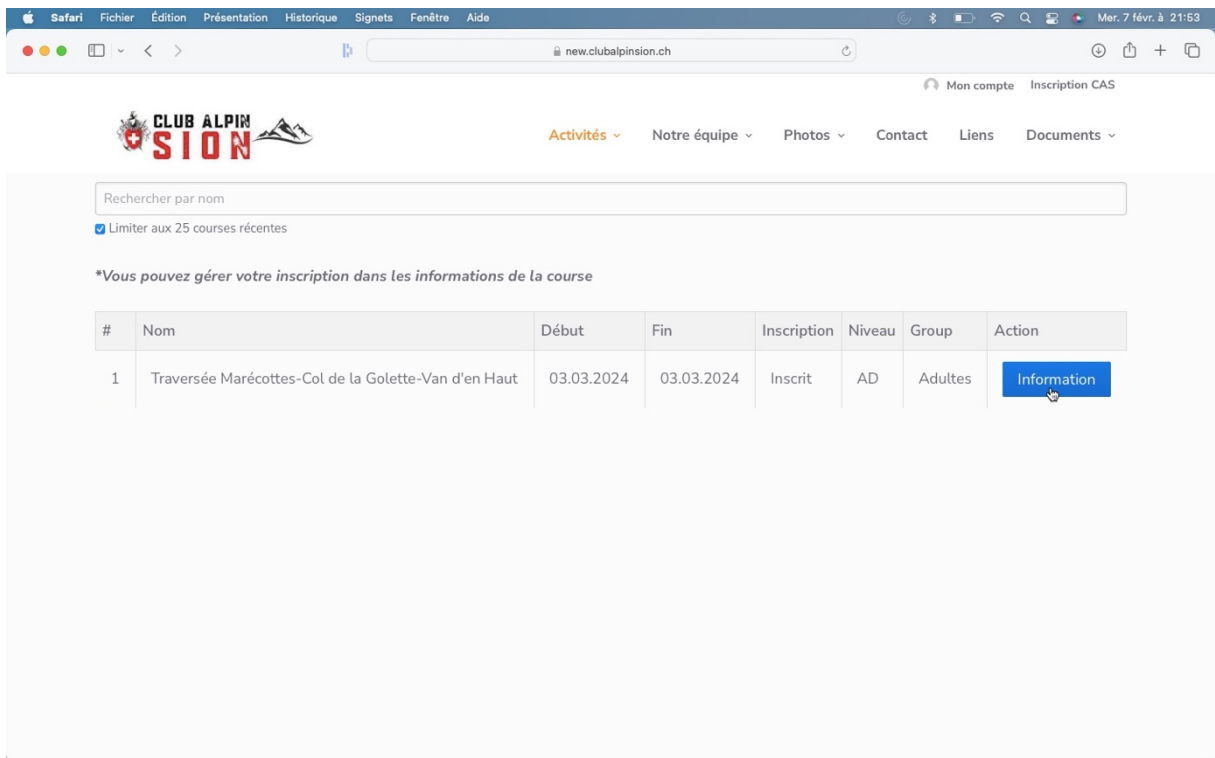 Safari Fichier Édition Présentation Historique Signets Fenêtre Aide Mer. 7 févr. à 21:53
new.clubalpinsion.ch
Mon compte Inscription CAS
CLUB ALPIN
SION
Activités Notre équipe Photos Contact Liens Documents
Rechercher par nom
Limiter aux 25 courses récentes
*Vous pouvez gérer votre inscription dans les informations de la course
# Nom Début Fin Inscription Niveau Group Action
1 Traversée Marécottes-Col de la Golette-Van d'en Haut 03.03.2024 03.03.2024 Inscrit AD Adultes Information